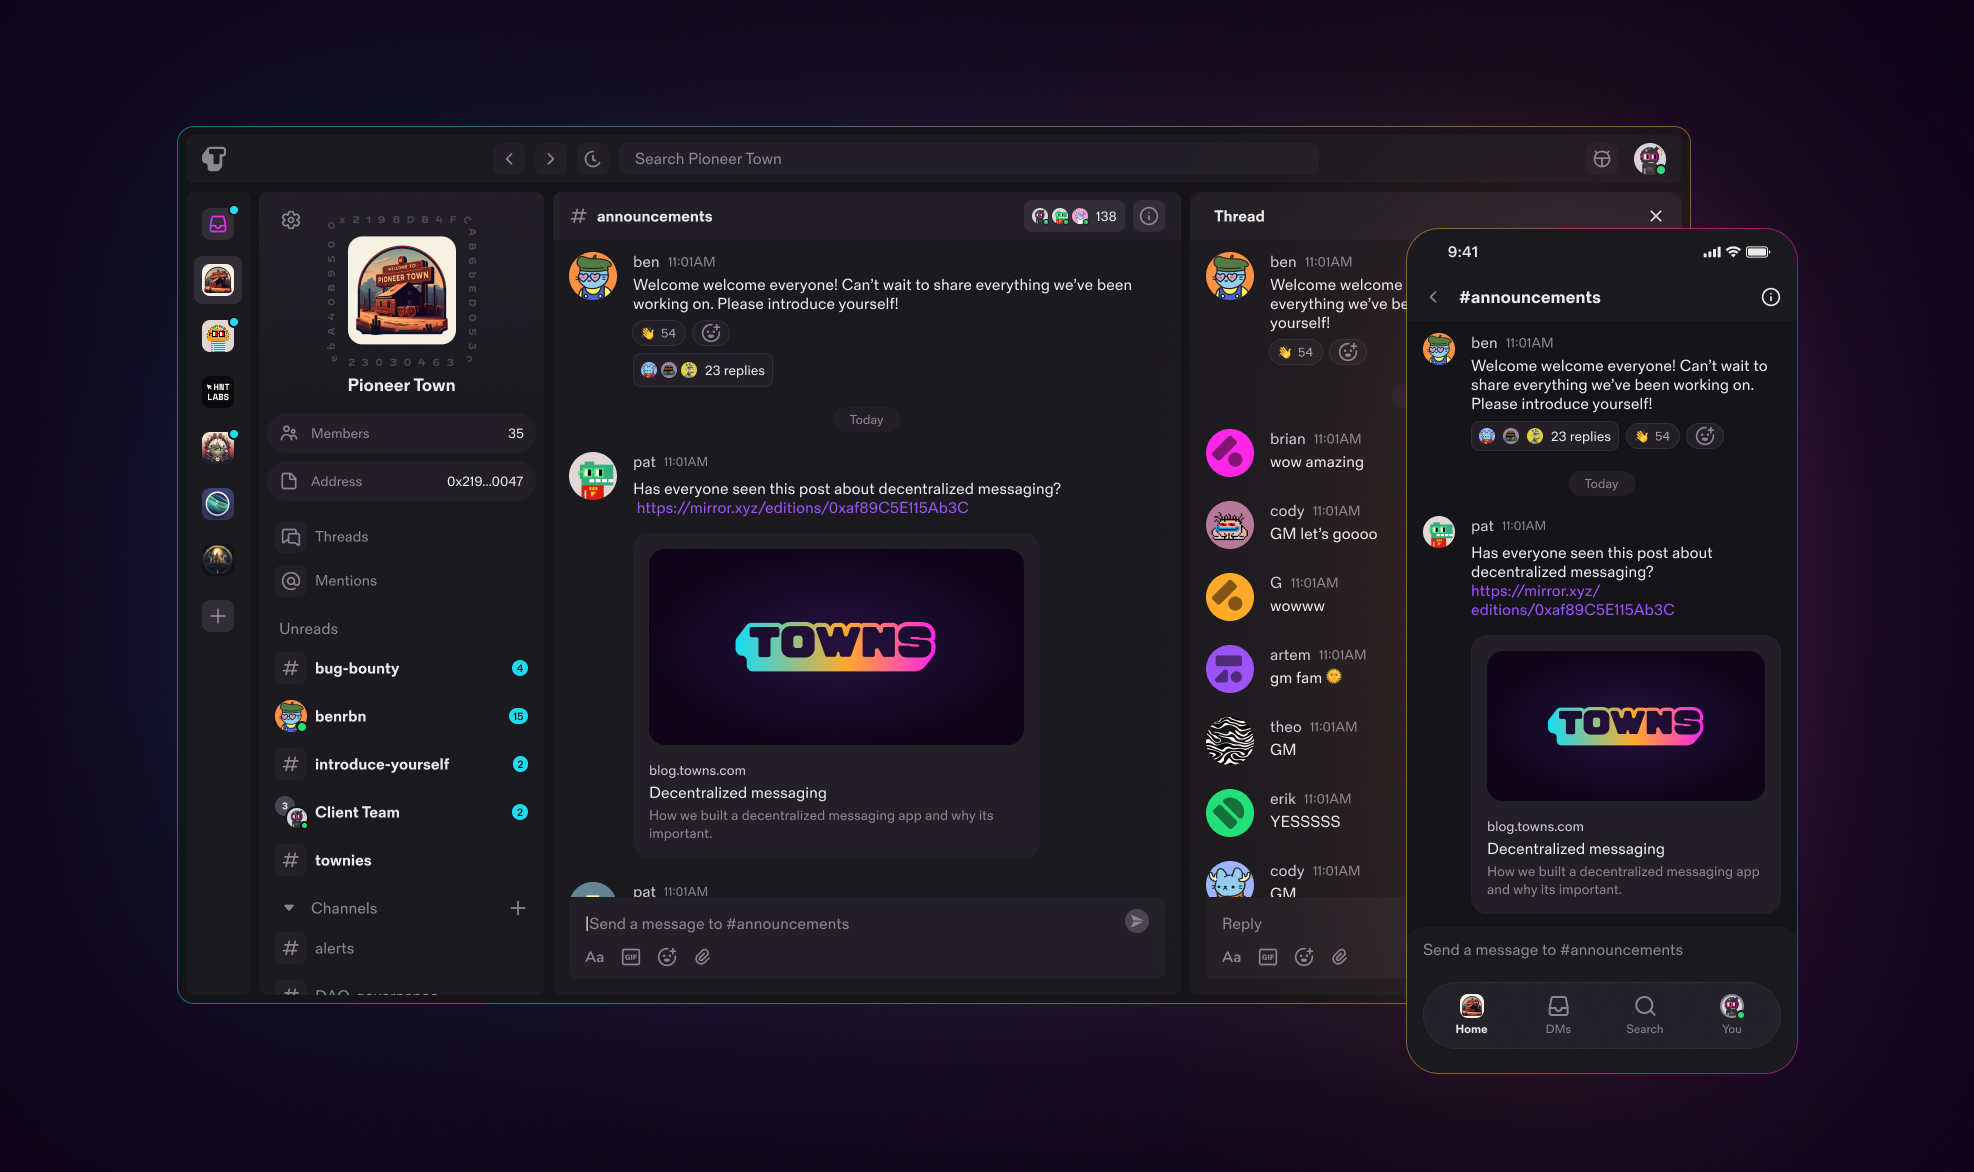 Search Pioneer Town
0x2198DB4F
CAB6bED053c
23030463
ebA40B950
WELCOME TO
PIONEER TOWN
HNT
LABS
Pioneer Town
Members 35
Address 0x219...0047
Threads
Mentions
Unreads
# bug-bounty 4
benrbn 15
# introduce-yourself 2
3 Client Team 2
# townies
Channels
# alerts
# DAO-governance
# announcements 138
ben 11:01AM
Welcome welcome everyone! Can’t wait to share everything we’ve been
working on. Please introduce yourself!
👋 54
23 replies
Today
pat 11:01AM
Has everyone seen this post about decentralized messaging?
https://mirror.xyz/editions/0xaf89C5E115Ab3C
TOWNS
blog.towns.com
Decentralized messaging
How we built a decentralized messaging app and why its
important.
pat 11:01AM
Send a message to #announcements
Aa GIF
Thread
ben 11:01AM
Welcome welcome
everything we’ve be
yourself!
👋 54
brian 11:01AM
wow amazing
cody 11:01AM
GM let’s goooo
G 11:01AM
wowww
artem 11:01AM
gm fam 🌞
theo 11:01AM
GM
erik 11:01AM
YESSSSS
cody 11:01AM
GM
Reply
Aa GIF
9:41
#announcements
ben 11:01AM
Welcome welcome everyone! Can’t wait to
share everything we’ve been working on.
Please introduce yourself!
23 replies 👋 54
Today
pat 11:01AM
Has everyone seen this post about
decentralized messaging?
https://mirror.xyz/
editions/0xaf89C5E115Ab3C
TOWNS
blog.towns.com
Decentralized messaging
How we built a decentralized messaging app
and why its important.
Send a message to #announcements
Home DMs Search You